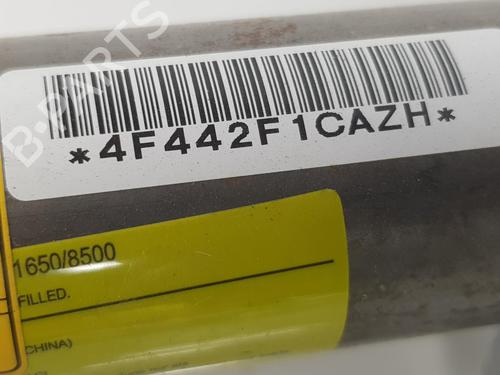 B-PARTS
*4F442F1CAZH*
1650/8500
FILLED.
CHINA)